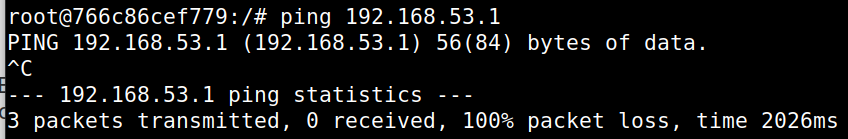 root@766c86cef779:/# ping 192.168.53.1
PING 192.168.53.1 (192.168.53.1) 56(84) bytes of data.
^C
--- 192.168.53.1 ping statistics ---
3 packets transmitted, 0 received, 100% packet loss, time 2026ms